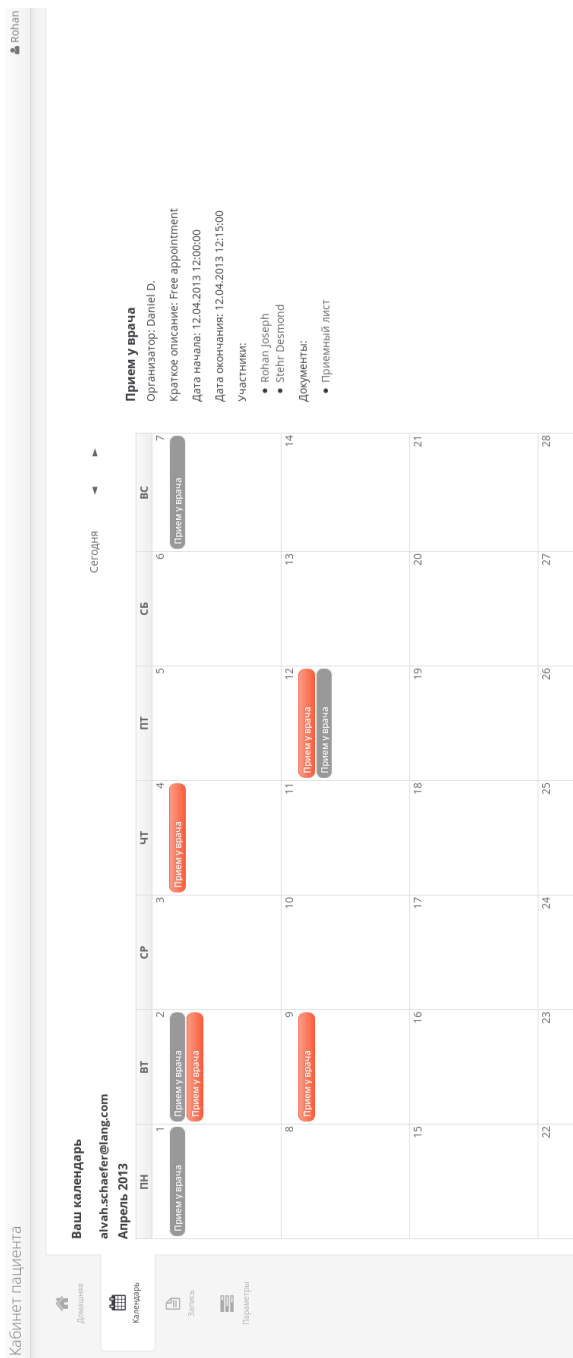 Кабинет пациента
Rohan
Домашняя
Календарь
Запись
Параметры
Ваш календарь
alvah.schaefer@lang.com
Апрель 2013
Сегодня
ПН ВТ СР ЧТ ПТ СБ ВС
1 2 3 4 5 6 7
Прием у врача Прием у врача Прием у врача Прием у врача
Прием у врача
8 9 10 11 12 13 14
Прием у врача Прием у врача
Прием у врача
15 16 17 18 19 20 21
22 23 24 25 26 27 28
Прием у врача
Организатор: Daniel D.
Краткое описание: Free appointment
Дата начала: 12.04.2013 12:00:00
Дата окончания: 12.04.2013 12:15:00
Участники:
Rohan Joseph
Stehr Desmond
Документы:
Приемный лист